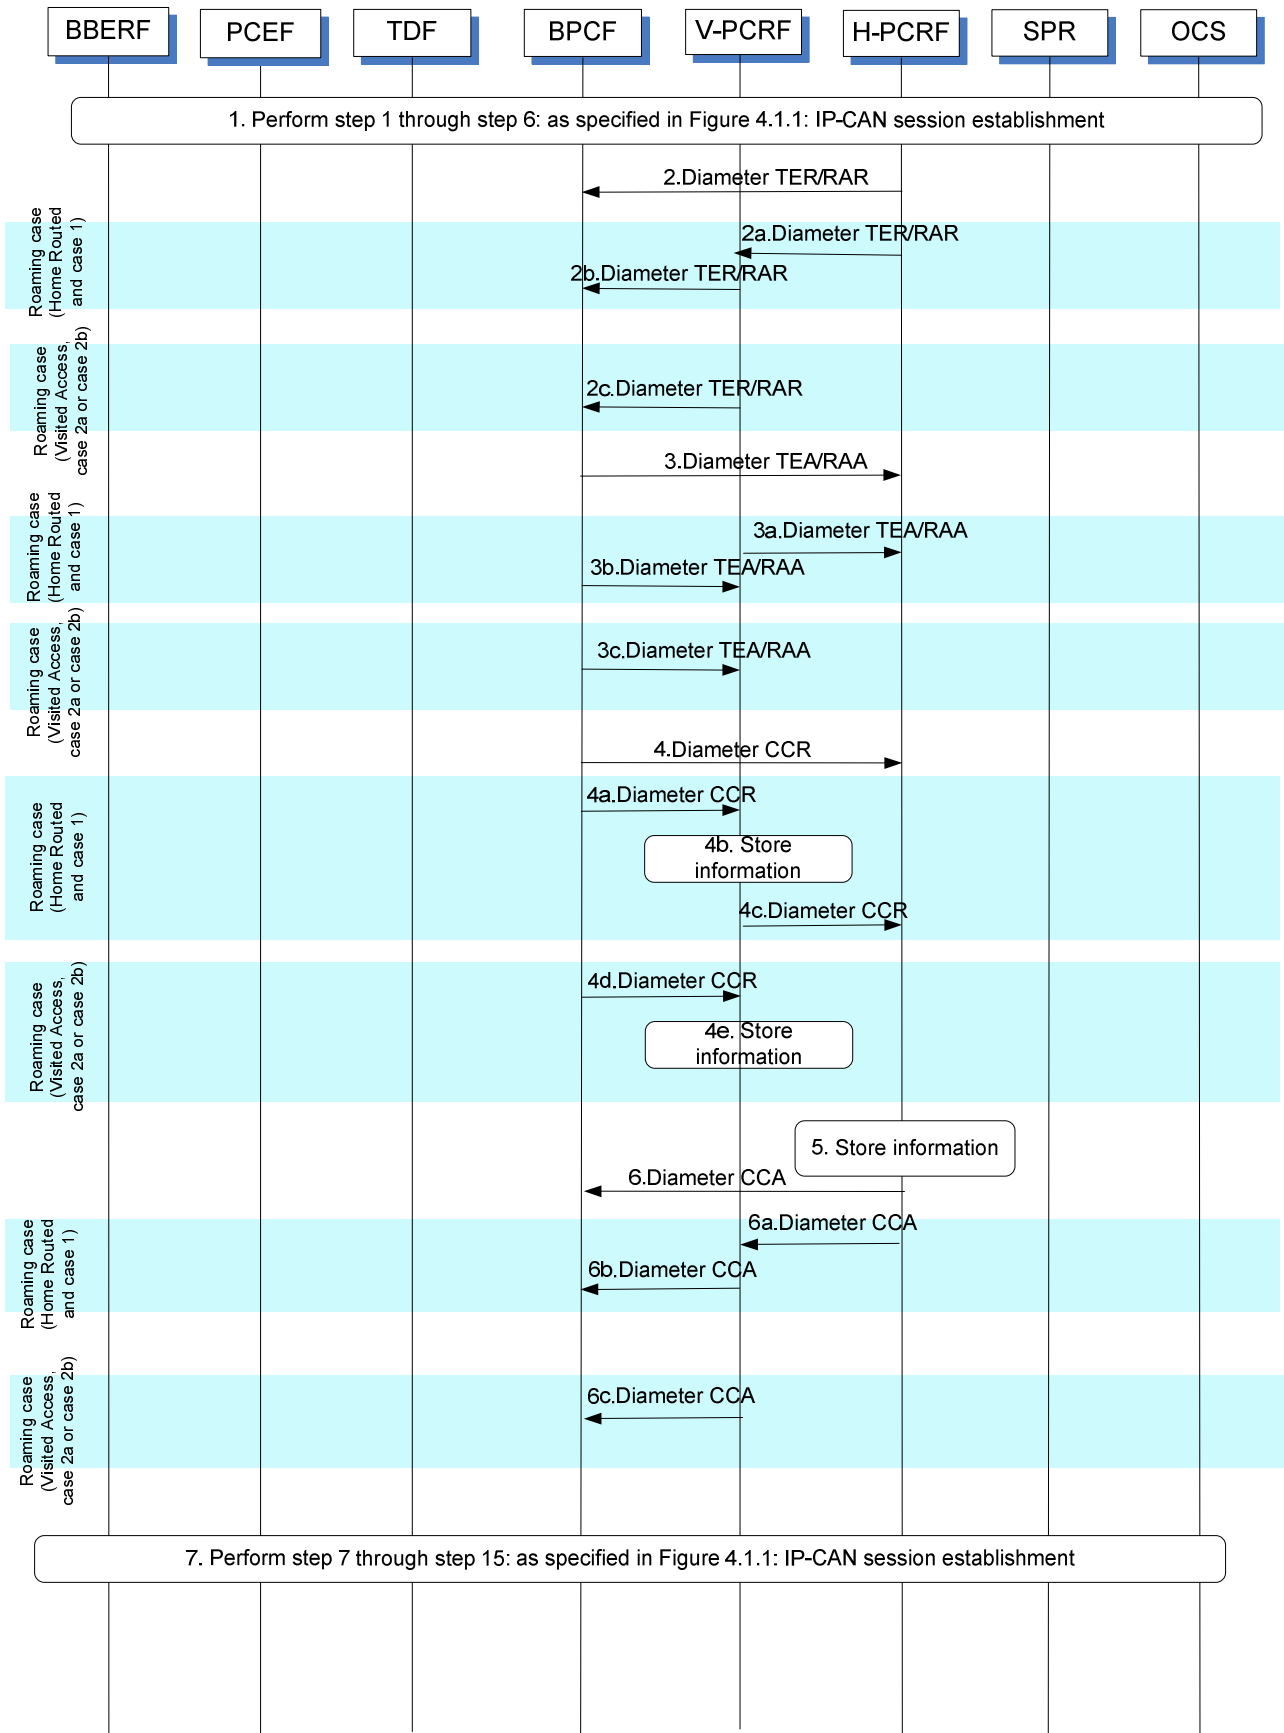 BBERF
PCEF
TDF
BPCF
V-PCRF
H-PCRF
SPR
OCS
1. Perform step 1 through step 6: as specified in Figure 4.1.1: IP-CAN session establishment
2.Diameter TER/RAR
Roaming case
(Home Routed
and case 1)
2a.Diameter TER/RAR
2b.Diameter TER/RAR
Roaming case
(Visited Access,
case 2a or case 2b)
2c.Diameter TER/RAR
3.Diameter TEA/RAA
Roaming case
(Home Routed
and case 1)
3a.Diameter TEA/RAA
3b.Diameter TEA/RAA
Roaming case
(Visited Access,
case 2a or case 2b)
3c.Diameter TEA/RAA
4.Diameter CCR
Roaming case
(Home Routed
and case 1)
4a.Diameter CCR
4b. Store
information
4c.Diameter CCR
Roaming case
(Visited Access,
case 2a or case 2b)
4d.Diameter CCR
4e. Store
information
5. Store information
6.Diameter CCA
Roaming case
(Home Routed
and case 1)
6a.Diameter CCA
6b.Diameter CCA
Roaming case
(Visited Access,
case 2a or case 2b)
6c.Diameter CCA
7. Perform step 7 through step 15: as specified in Figure 4.1.1: IP-CAN session establishment